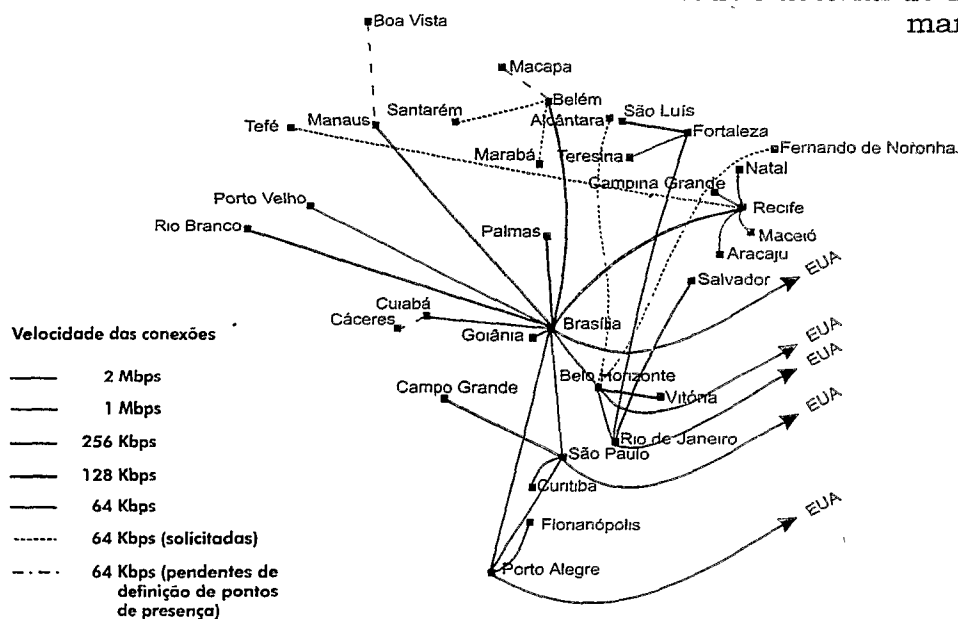 mar
Boa Vista
Macapa
Santarém
Belém
Alcântara
São Luís
Tefé
Manaus
Fortaleza
Marabá
Teresina
Fernando de Noronha
Natal
Campina Grande
Porto Velho
Recife
Rio Branco
Palmas
Maceió
Aracaju
EUA
Salvador
Cuiabá
Cáceres
Goiânia
Brasília
EUA
EUA
Velocidade das conexões
2 Mbps
1 Mbps
256 Kbps
128 Kbps
64 Kbps
64 Kbps (solicitadas)
64 Kbps (pendentes de
definição de pontos
de presença)
Belo Horizonte
Campo Grande
Vitória
EUA
Rio de Janeiro
São Paulo
Curitiba
Florianópolis
EUA
Porto Alegre